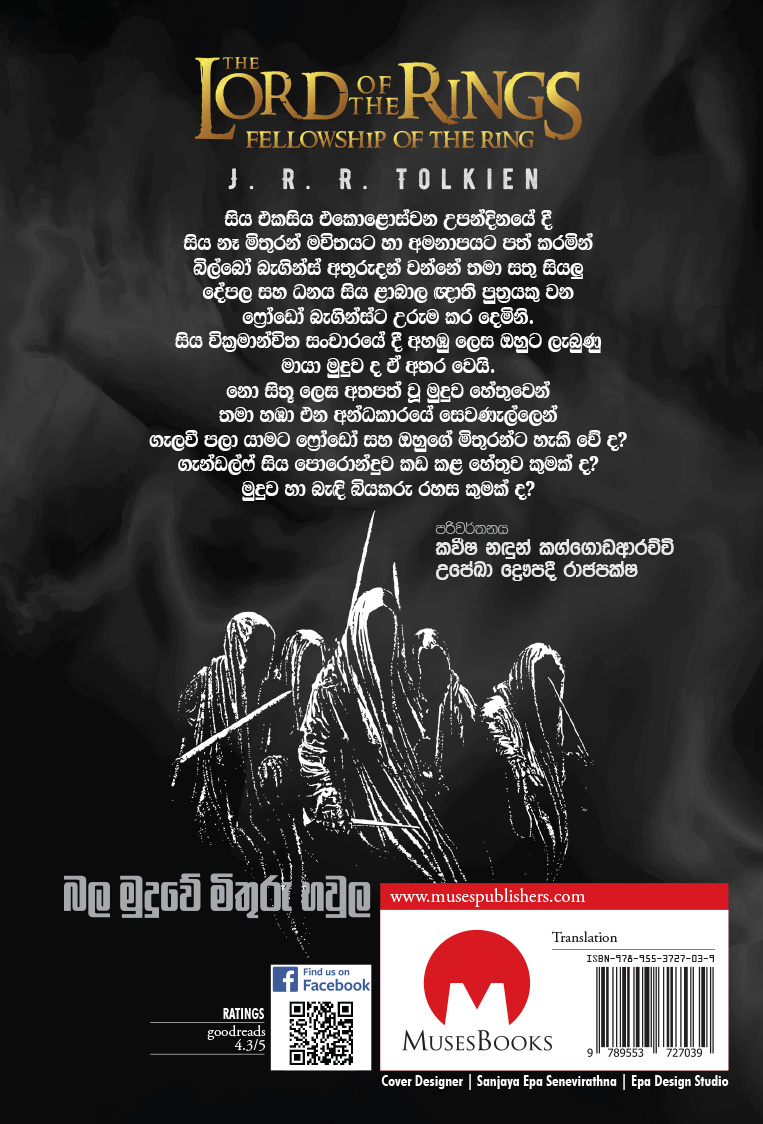 THE
LORD OF THE RINGS
FELLOWSHIP OF THE RING
J. R. R. TOLKIEN
සිය එකසිය එකොළොස්වන උපන්දිනයේ දී
සිය නෑ මිතුරන් මවිතයට හා අමනාපයට පත් කරමින්
බිල්බෝ බැගින්ස් අතුරුදන් වන්නේ තමා සතු සියලු
දේපල සහ ධනය සිය ළාබාල ඥාති පුත්‍රයකු වන
ෆ්‍රෝඩෝ බැගින්ස්ට උරුම කර දෙමිනි.
සිය වික්‍රමාන්විත සංචාරයේ දී අහඹු ලෙස ඔහුට ලැබුණු
මායා මුදුව ද ඒ අතර වෙයි.
නො සිතූ ලෙස අතපත් වූ මුදුව හේතුවෙන්
තමා හඹා එන අන්ධකාරයේ සෙවණැල්ලෙන්
ගැලවී පලා යාමට ෆ්‍රෝඩෝ සහ ඔහුගේ මිතුරන්ට හැකි වේ ද?
ගැන්ඩල්ෆ් සිය පොරොන්දුව කඩ කළ හේතුව කුමක් ද?
මුදුව හා බැඳි බියකරු රහස කුමක් ද?
පරිවර්තනය
කවීෂ නඳුන් කග්ගොඩආරච්චි
උපේඛා ද්‍රෞපදී රාජපක්ෂ
බල මුදුවේ මිතුරු හවුල
www.musespublishers.com
Translation
ISBN-978-955-3727-03-9
MUSESBOOKS
9 789553 727039
Find us on
Facebook
RATINGS
goodreads
4.3/5
Cover Designer | Sanjaya Epa Senevirathna | Epa Design Studio